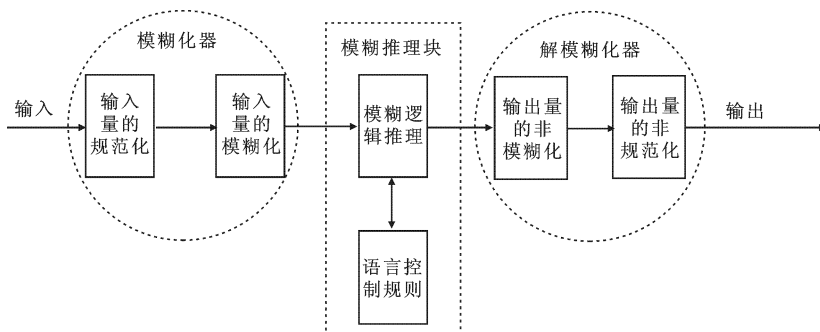 模糊化器
模糊推理块
解模糊化器
输入
输入
量的
规范化
输入
量的
模糊化
模糊逻
辑推理
语言控
制规则
输出量
的非
模糊化
输出量
的非
规范化
输出